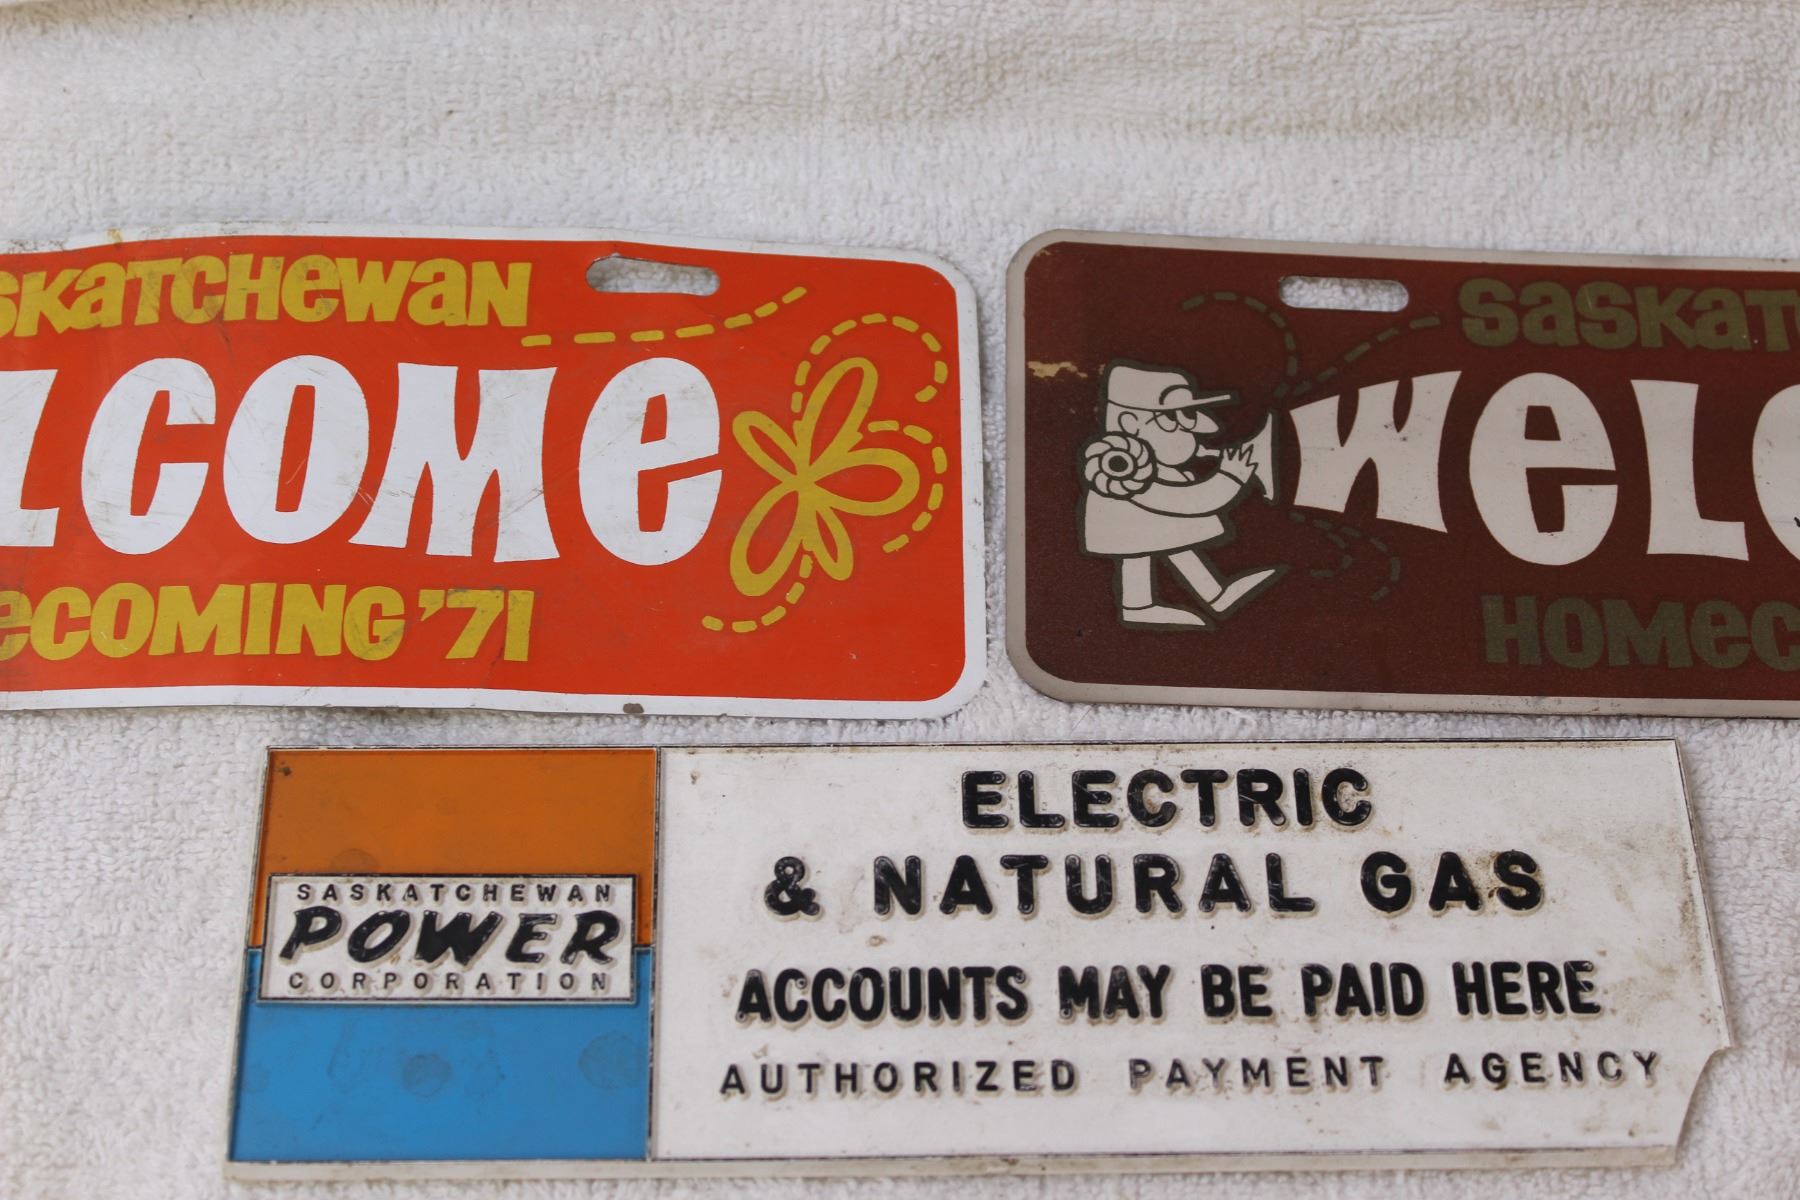 SKATCHEWAN
LCOME
ECOMING '71
SASKATC
WELC
HOMEC
SASKATCHEWAN
POWER
CORPORATION
ELECTRIC
& NATURAL GAS
ACCOUNTS MAY BE PAID HERE
AUTHORIZED PAYMENT AGENCY